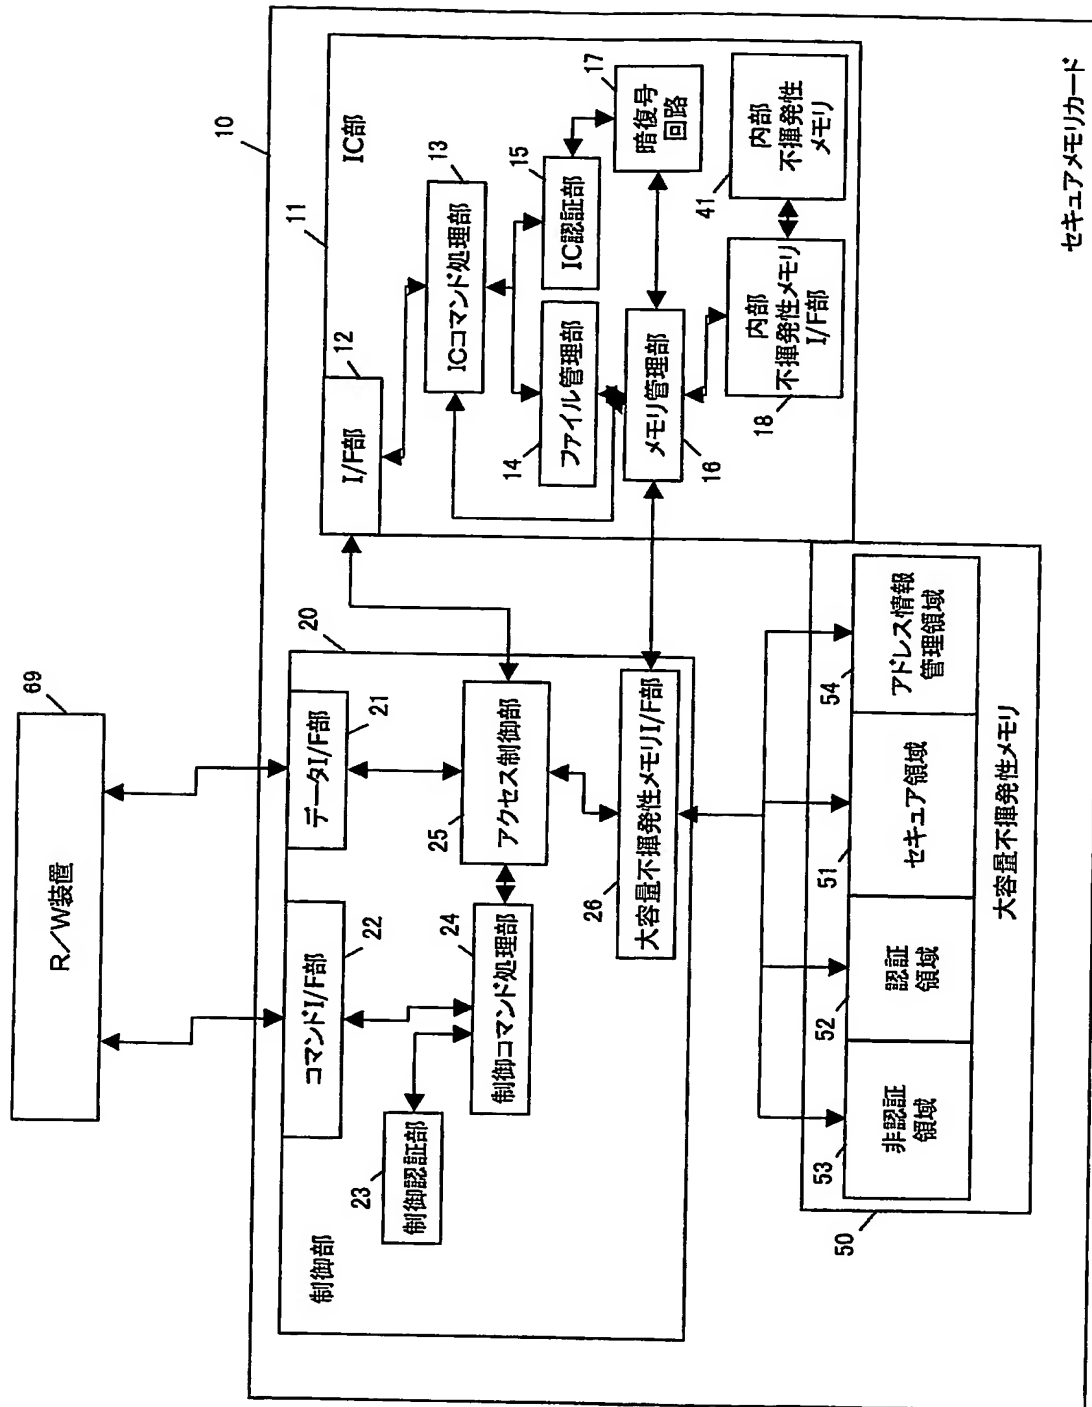 R/W装置
69
コマンドI/F部
22
データI/F部
21
20
制御部
制御認証部
23
制御コマンド処理部
24
アクセス制御部
25
大容量不揮発性メモリI/F部
26
10
11
IC部
I/F部
12
ICコマンド処理部
13
ファイル管理部
14
IC認証部
15
メモリ管理部
16
暗復号
回路
17
内部
不揮発性メモリ
I/F部
18
内部
不揮発性
メモリ
41
非認証
領域
53
認証
領域
52
セキュア領域
51
アドレス情報
管理領域
54
大容量不揮発性メモリ
50
セキュアメモリカード